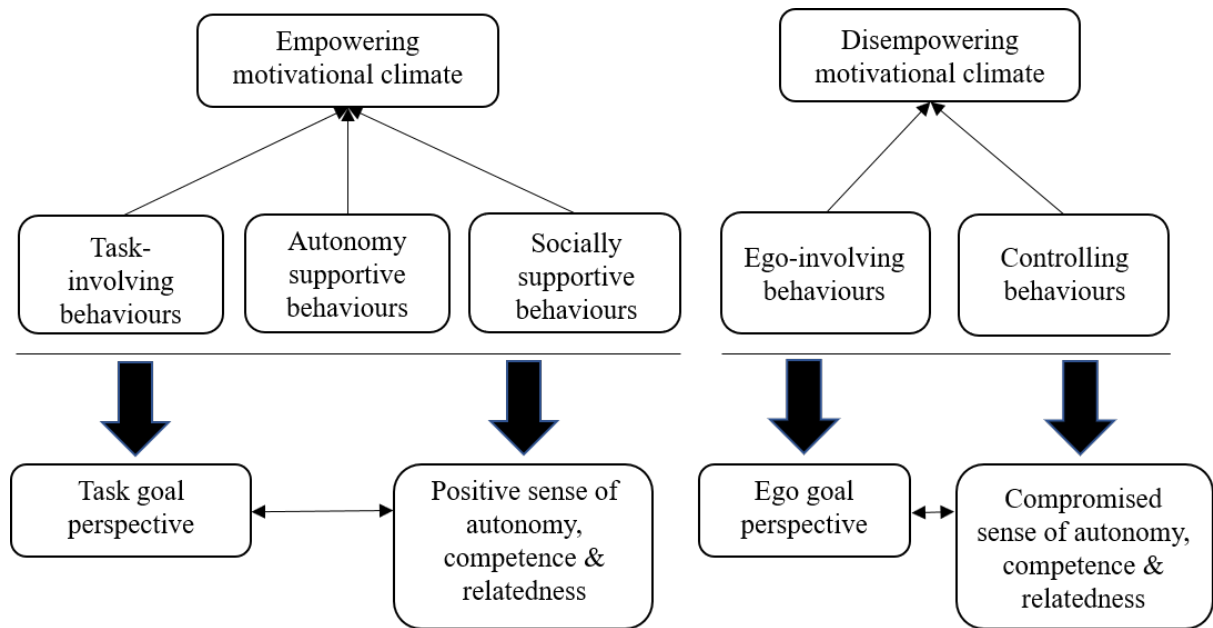 Empowering
motivational climate
Disempowering
motivational climate
Task-
involving
behaviours
Autonomy
supportive
behaviours
Socially
supportive
behaviours
Ego-involving
behaviours
Controlling
behaviours
Task goal
perspective
Positive sense of
autonomy,
competence &
relatedness
Ego goal
perspective
Compromised
sense of autonomy,
competence &
relatedness